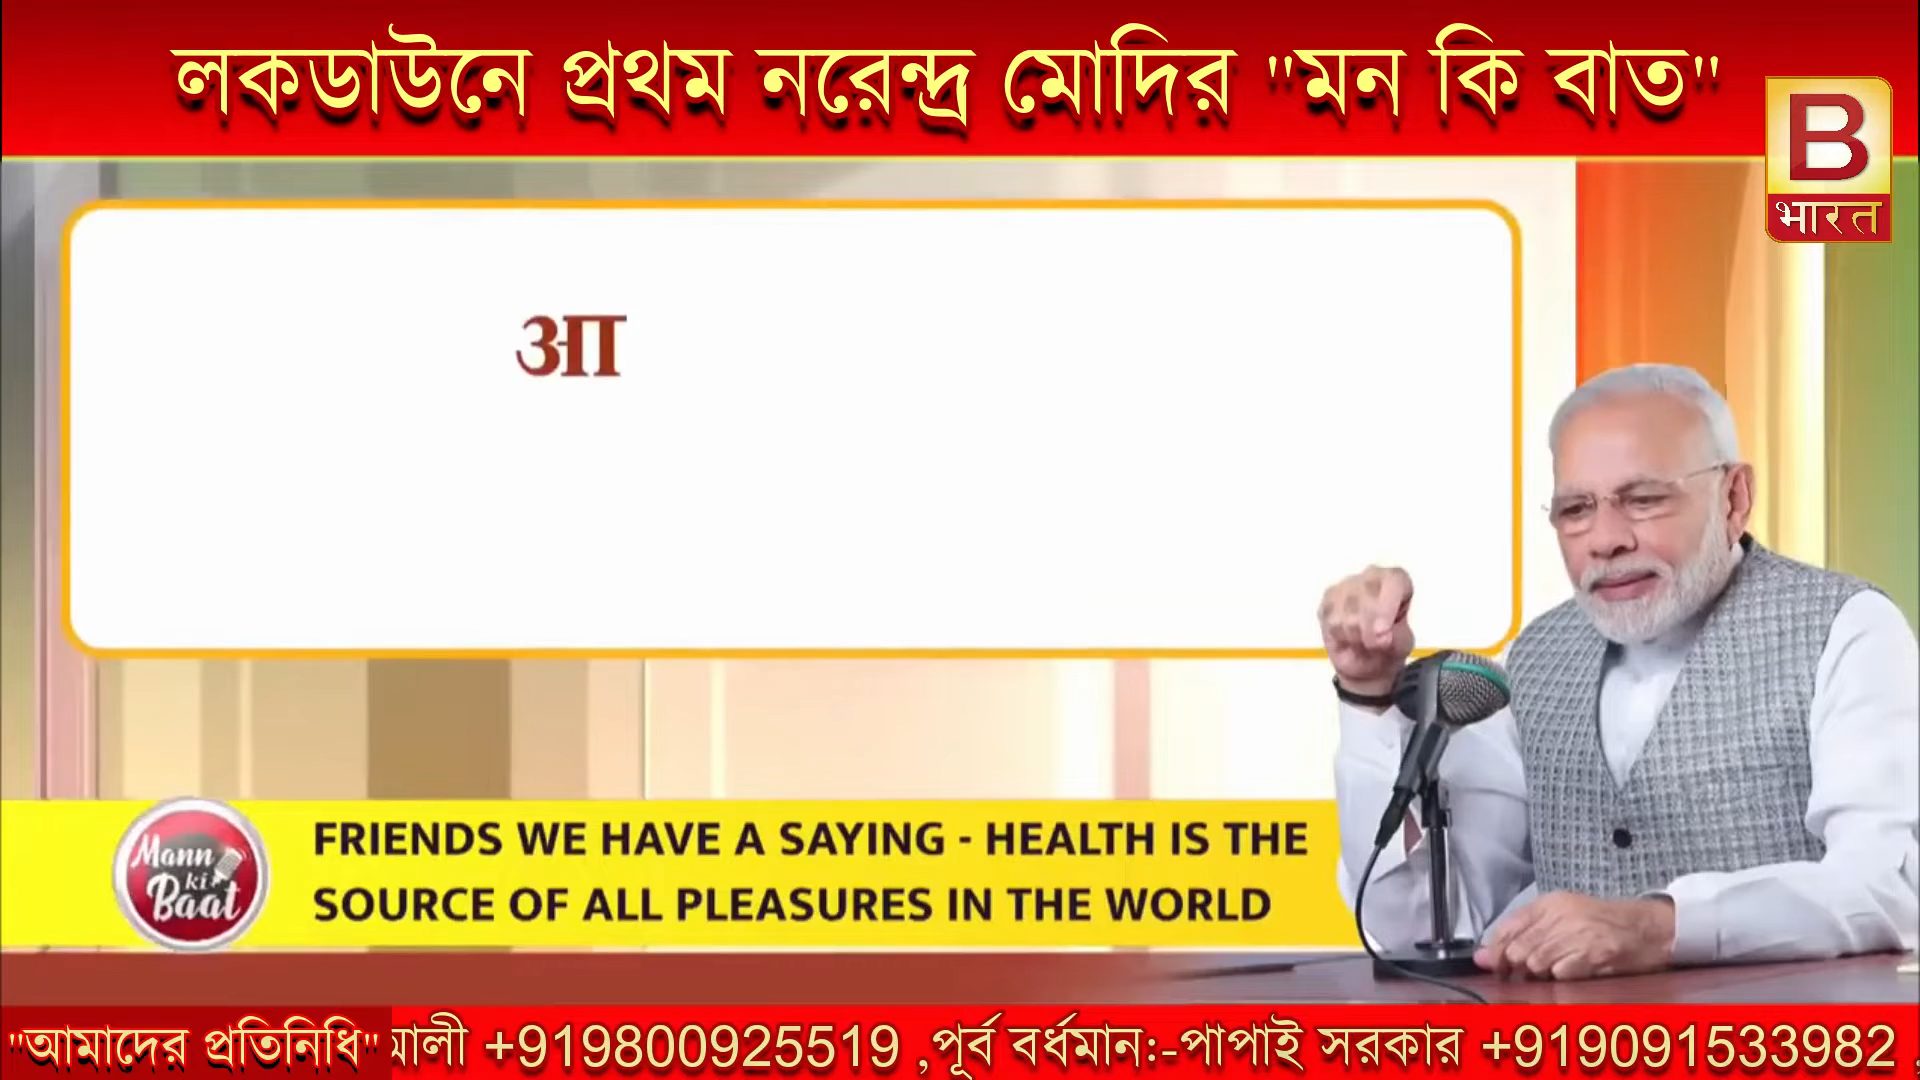 লকডাউনে প্রথম নরেন্দ্র মোদির "মন কি বাত"
B
भारत
आ
Mann
ki
Baat
FRIENDS WE HAVE A SAYING - HEALTH IS THE
SOURCE OF ALL PLEASURES IN THE WORLD
"আমাদের প্রতিনিধি" মালী +919800925519 ,পূর্ব বর্ধমান:-পাপাই সরকার +919091533982 ,